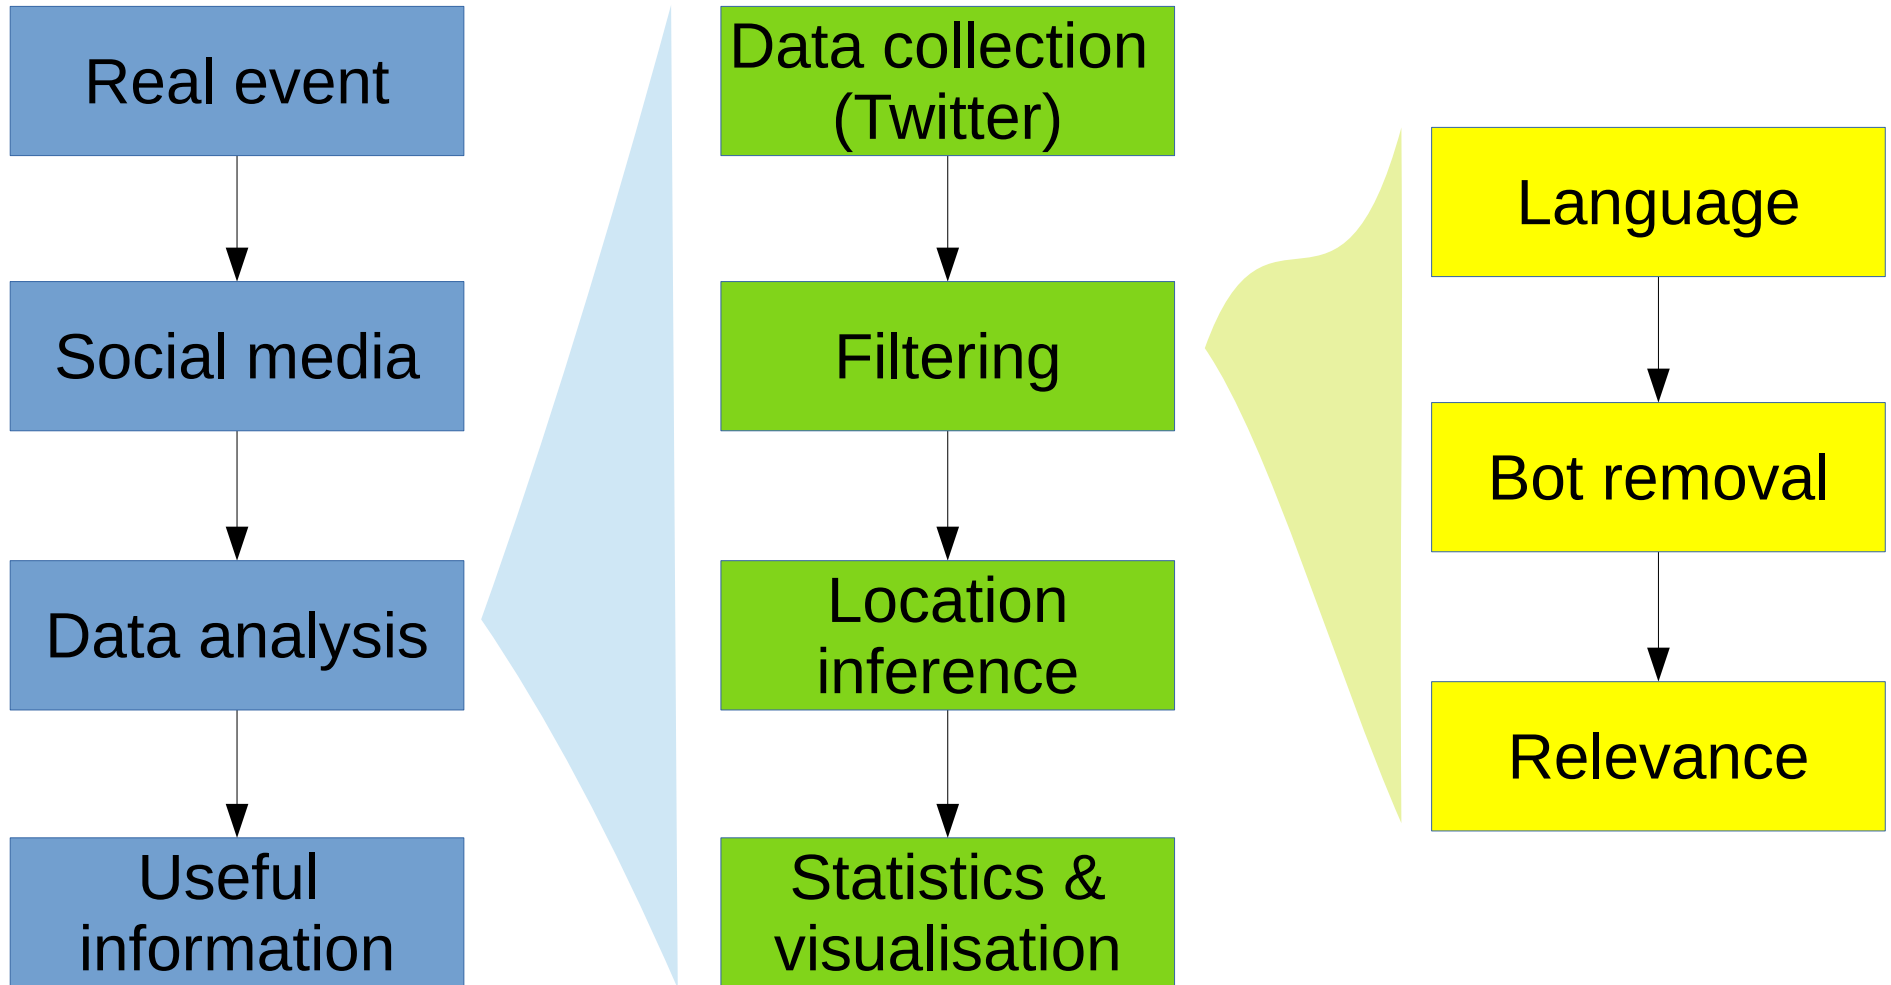 Real event
Social media
Data analysis
Useful
information
Data collection
(Twitter)
Filtering
Location
inference
Statistics &
visualisation
Language
Bot removal
Relevance